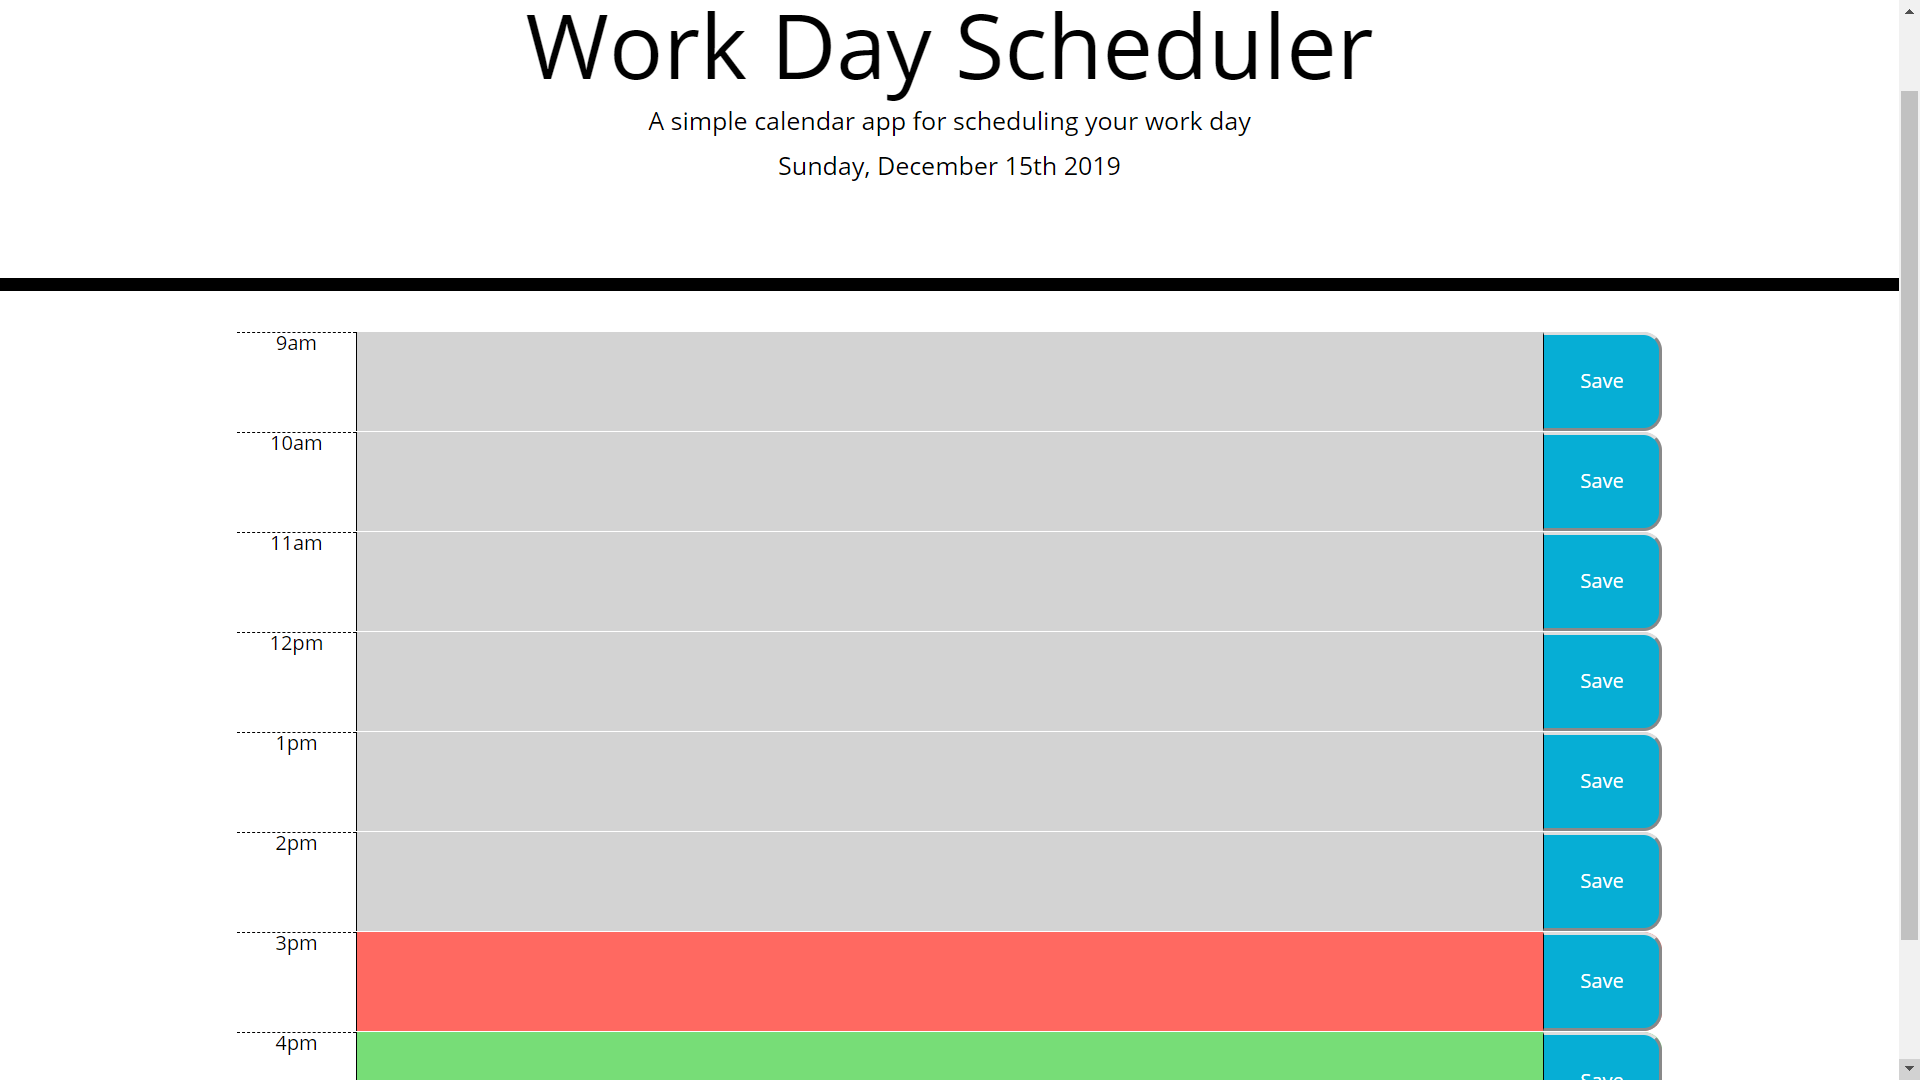 Work Day Scheduler
A simple calendar app for scheduling your work day
Sunday, December 15th 2019
9am
Save
10am
Save
11am
Save
12pm
Save
1pm
Save
2pm
Save
3pm
Save
4pm
Save